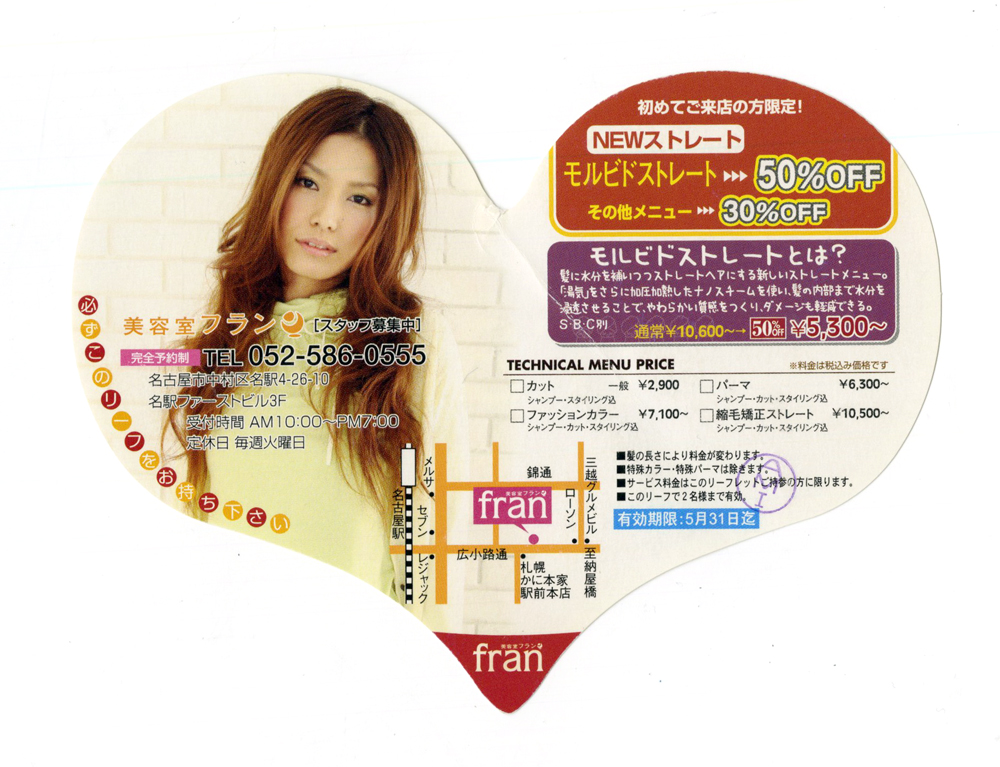 美容室フラン [スタッフ募集中]
完全予約制 TEL 052-586-0555
名古屋市中村区名駅4-26-10
名駅ファーストビル3F
受付時間 AM10:00〜PM7:00
定休日 毎週火曜日
必ずこのリーフをお持ち下さい
初めてご来店の方限定!
NEWストレート
モルビドストレート 50%OFF
その他メニュー 30%OFF
モルビドストレートとは?
髪に水分を補いつつストレートヘアにする新しいストレートメニュー。
「湯気」をさらに加圧加熱したナノスチームを使い、髪の内部まで水分を
浸透させることで、やわらかい質感をつくり、ダメージも軽減できる。
S・B・C別 通常¥10,600〜→ 50%OFF ¥5,300〜
TECHNICAL MENU PRICE ※料金は税込み価格です
カット 一般 ¥2,900
シャンプー・カット・スタイリング込
ファッションカラー ¥7,100〜
シャンプー・カット・スタイリング込
パーマ ¥6,300〜
シャンプー・カット・スタイリング込
縮毛矯正ストレート ¥10,500〜
シャンプー・カット・スタイリング込
■髪の長さにより料金が変わります。
■特殊カラー・特殊パーマは除きます。
■サービス料金はこのリーフレットご持参の方に限ります。
■このリーフで2名様まで有効。
有効期限:5月31日迄
メルサ
錦通
三越グルメビル
名古屋駅
セブン
美容室フラン
fran
ローソン
レジャック
広小路通
札幌
かに本家
駅前本店
至納屋橋
美容室フラン
fran